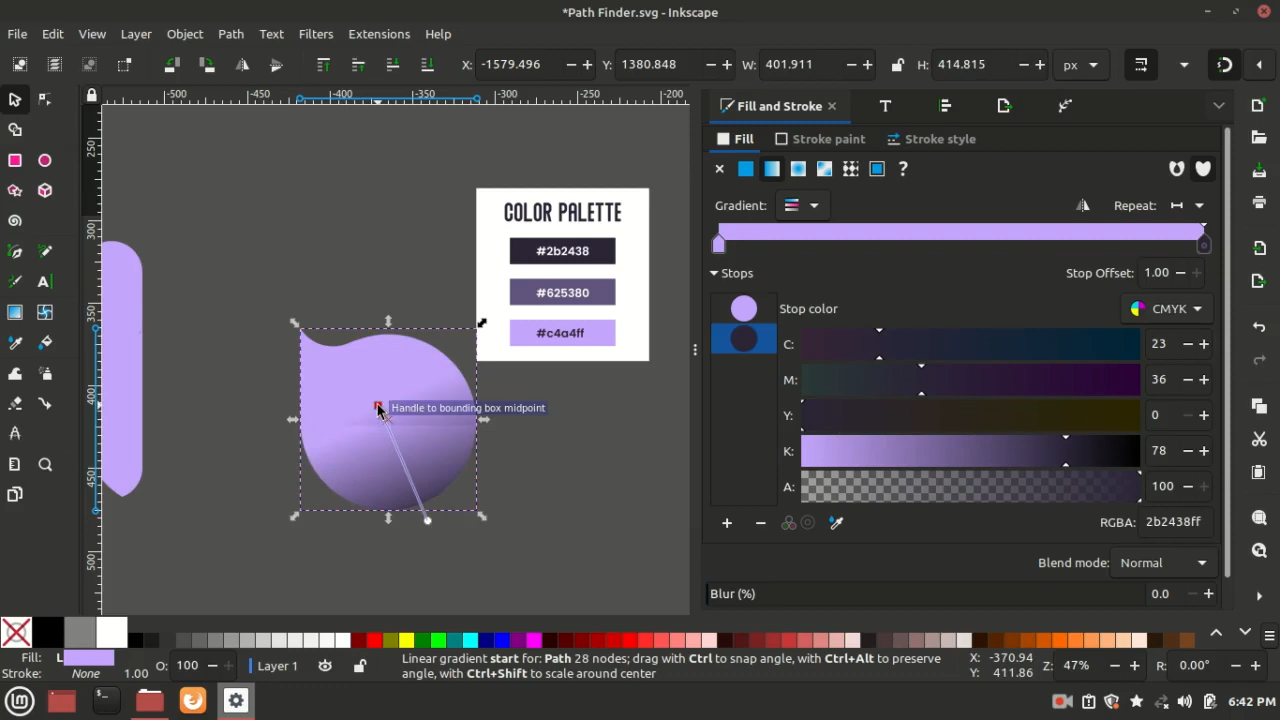 *Path Finder.svg - Inkscape
File Edit View Layer Object Path Text Filters Extensions Help
X: -1579.496 Y: 1380.848 W: 401.911 H: 414.815 px
-500 -450 -400 -350 -300 -250 -200
250
300
350
400
450
500
COLOR PALETTE
#2b2438
#625380
#c4a4ff
Handle to bounding box midpoint
Fill and Stroke
Fill Stroke paint Stroke style
?
Gradient: Repeat:
Stops Stop Offset: 1.00
Stop color CMYK
C: 23
M: 36
Y: 0
K: 78
A: 100
RGBA: 2b2438ff
Blend mode: Normal
Blur (%) 0.0
Fill: L
Stroke: None 1.00
O: 100
Layer 1
Linear gradient start for: Path 28 nodes; drag with Ctrl to snap angle, with Ctrl+Alt to preserve
angle, with Ctrl+Shift to scale around center
X: -370.94
Y: 411.86
Z: 47% R: 0.00°
6:42 PM